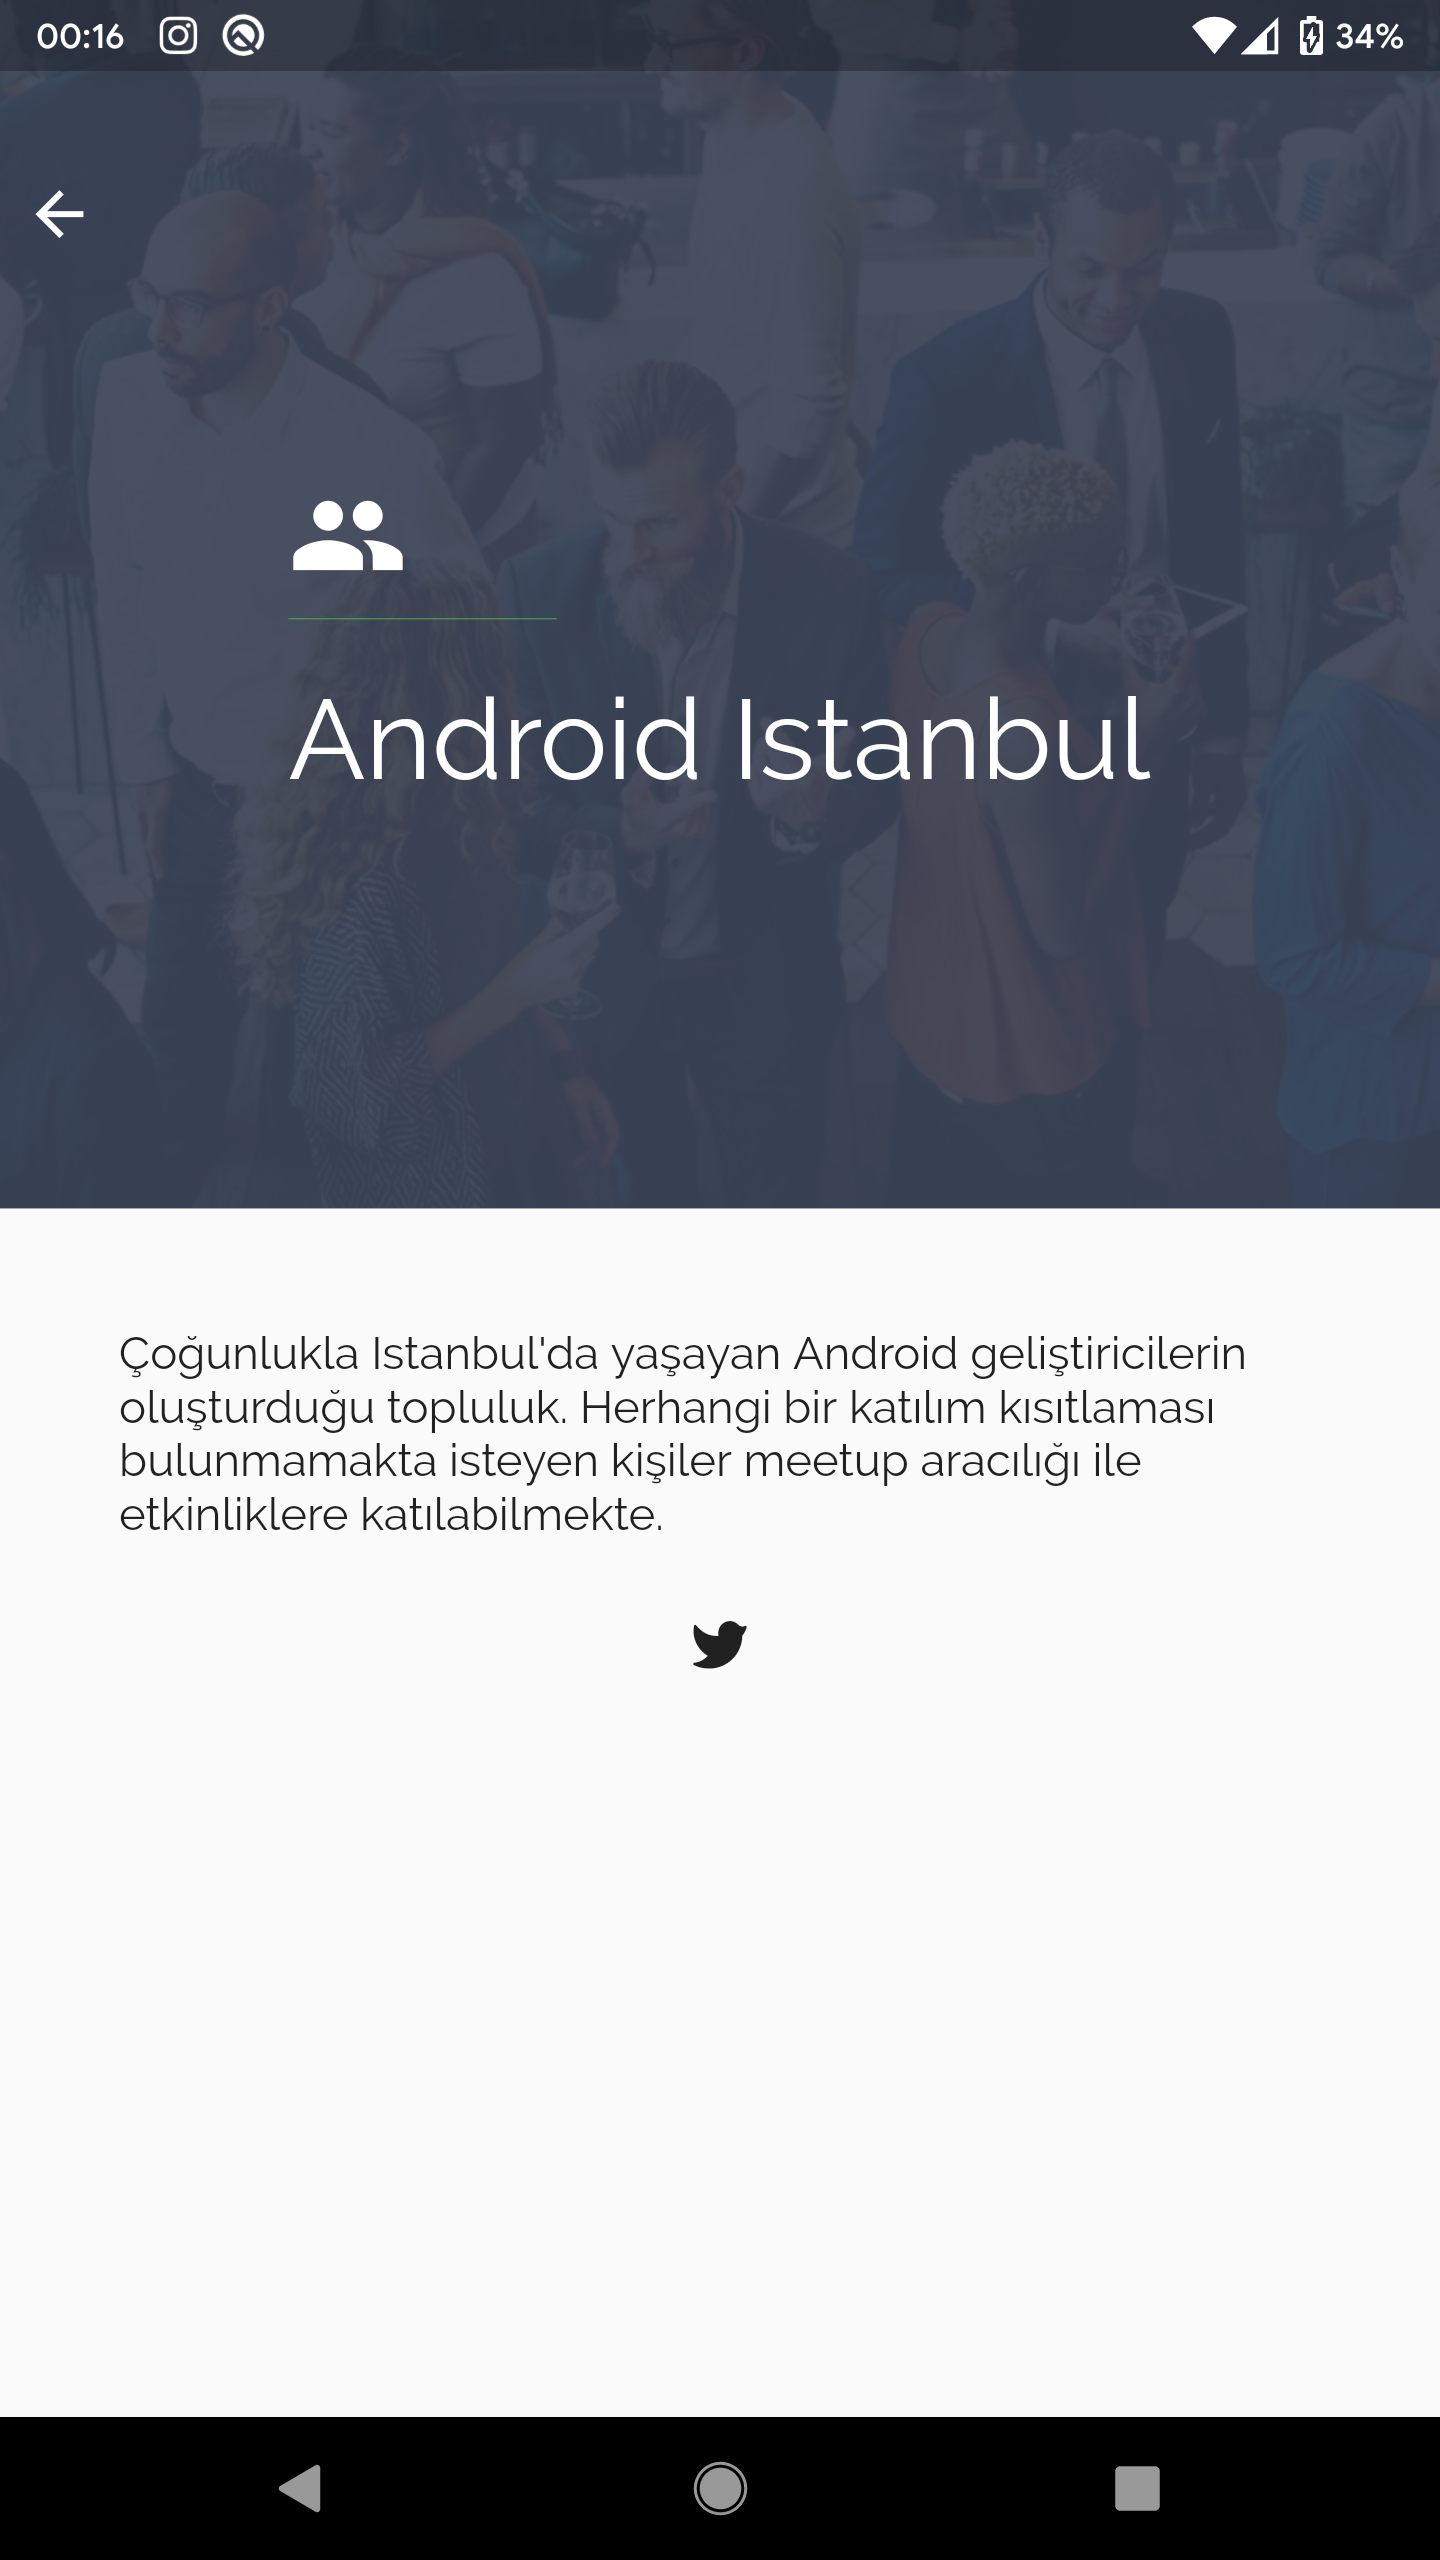 00:16 34%
Android Istanbul
Çoğunlukla Istanbul'da yaşayan Android geliştiricilerin
oluşturduğu topluluk. Herhangi bir katılım kısıtlaması
bulunmamakta isteyen kişiler meetup aracılığı ile
etkinliklere katılabilmekte.